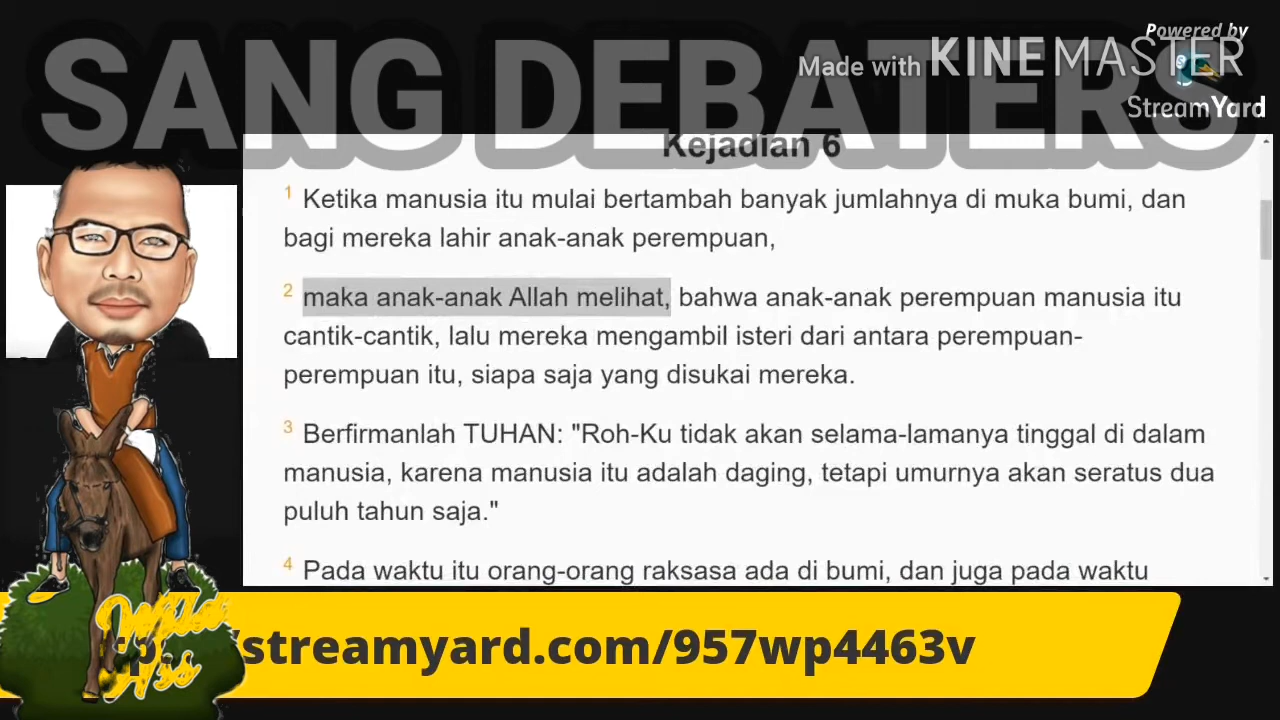 SANG DEBATERS
Powered by
Made with KINEMASTER
StreamYard
Kejadian 6
1 Ketika manusia itu mulai bertambah banyak jumlahnya di muka bumi, dan
bagi mereka lahir anak-anak perempuan,
2 maka anak-anak Allah melihat, bahwa anak-anak perempuan manusia itu
cantik-cantik, lalu mereka mengambil isteri dari antara perempuan-
perempuan itu, siapa saja yang disukai mereka.
3 Berfirmanlah TUHAN: "Roh-Ku tidak akan selama-lamanya tinggal di dalam
manusia, karena manusia itu adalah daging, tetapi umurnya akan seratus dua
puluh tahun saja."
4 Pada waktu itu orang-orang raksasa ada di bumi, dan juga pada waktu
/streamyard.com/957wp4463v
Wild
Ass